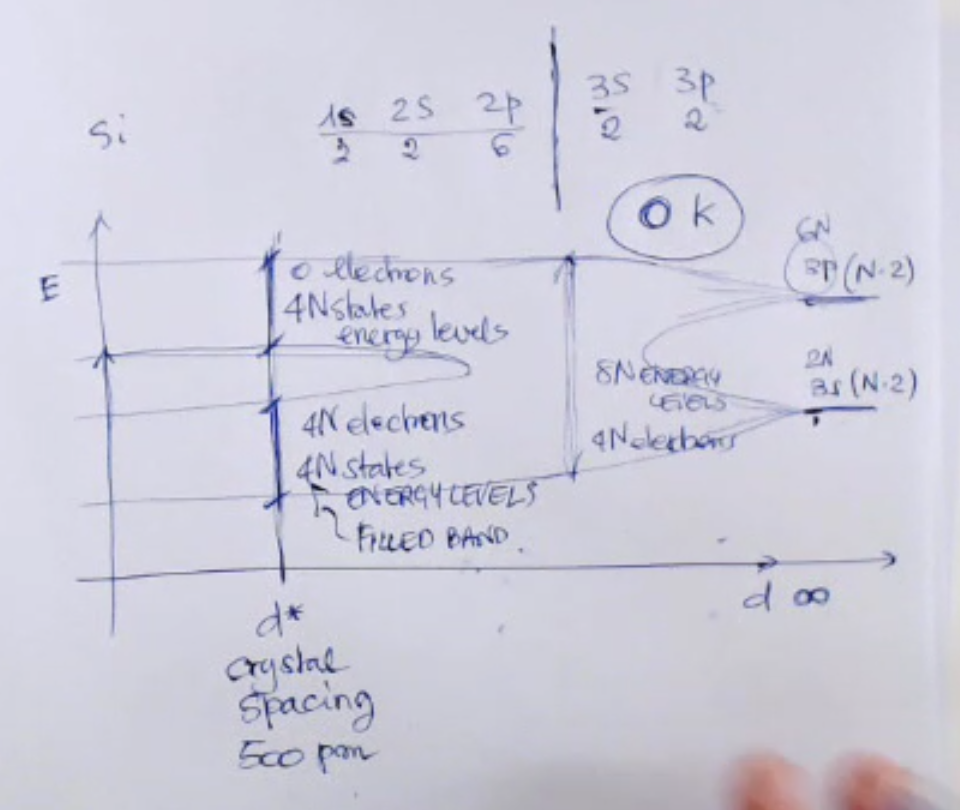 Si
1s 2s 2p 3s 3p
2 2 6 2 2
0 K
E
0 electrons
4N states
energy levels
6N
3p (N·2)
8N ENERGY
LEVELS
4N electrons
2N
3s (N·2)
4N electrons
4N states
ENERGY LEVELS
FILLED BAND.
d ∞
d*
crystal
spacing
500 pm